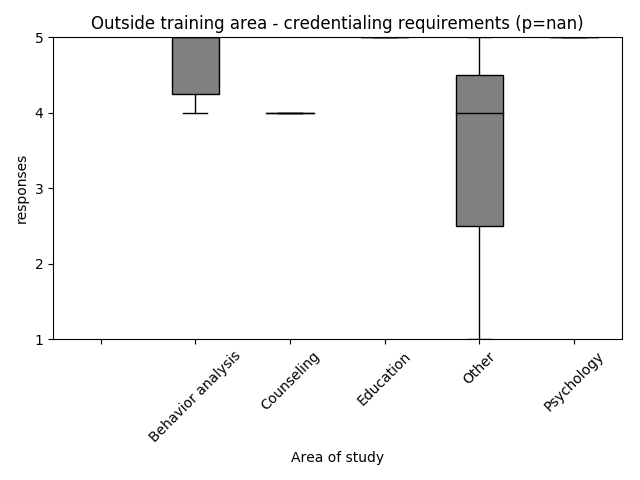 Outside training area - credentialing requirements (p=nan)
5
4
3
2
1
responses
Behavior analysis
Counseling
Education
Other
Psychology
Area of study